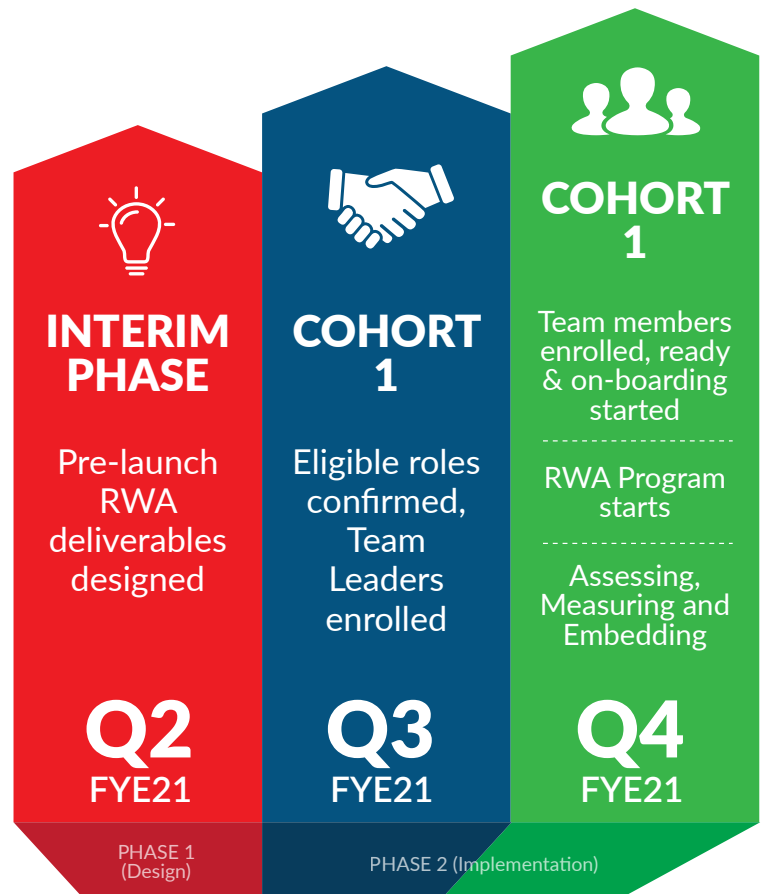 INTERIM
PHASE
Pre-launch
RWA
deliverables
designed
Q2
FYE21
COHORT
1
Eligible roles
confirmed,
Team
Leaders
enrolled
Q3
FYE21
COHORT
1
Team members
enrolled, ready
& on-boarding
started
RWA Program
starts
Assessing,
Measuring and
Embedding
Q4
FYE21
PHASE 1
(Design)
PHASE 2 (Implementation)